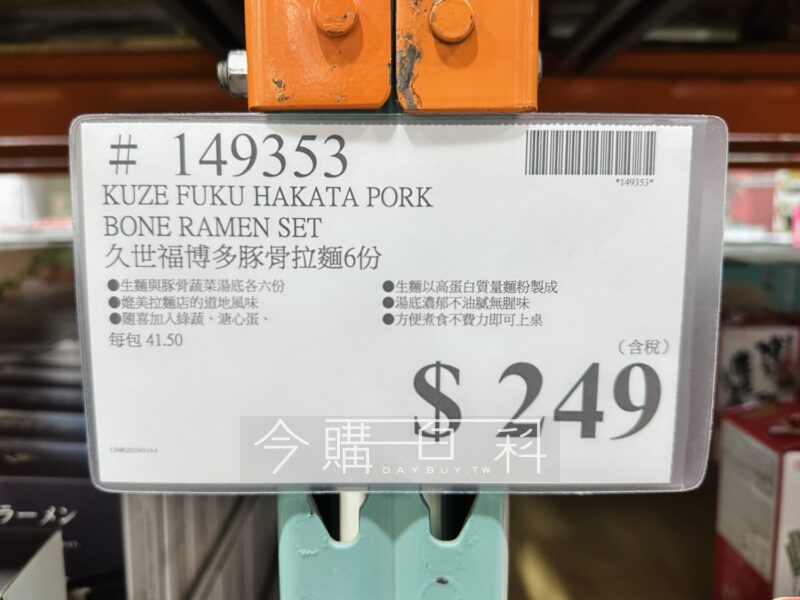 # 149353
*149353*
KUZE FUKU HAKATA PORK
BONE RAMEN SET
久世福博多豚骨拉麵6份
●生麵與豚骨蔬菜湯底各六份
●媲美拉麵店的道地風味
●隨喜加入綠蔬、溏心蛋、
●生麵以高蛋白質量麵粉製成
●湯底濃郁不油膩無腥味
●方便煮食不費力即可上桌
每包 41.50
(含稅)
$ 249
今購百科
DAYBUY.TW
ラーメン